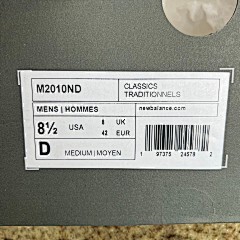 M2010ND
CLASSICS
TRADITIONNELS
MENS | HOMMES
newbalance.com
8½ USA 8 UK
42 EUR
D MEDIUM | MOYEN
1 97375 24578 2